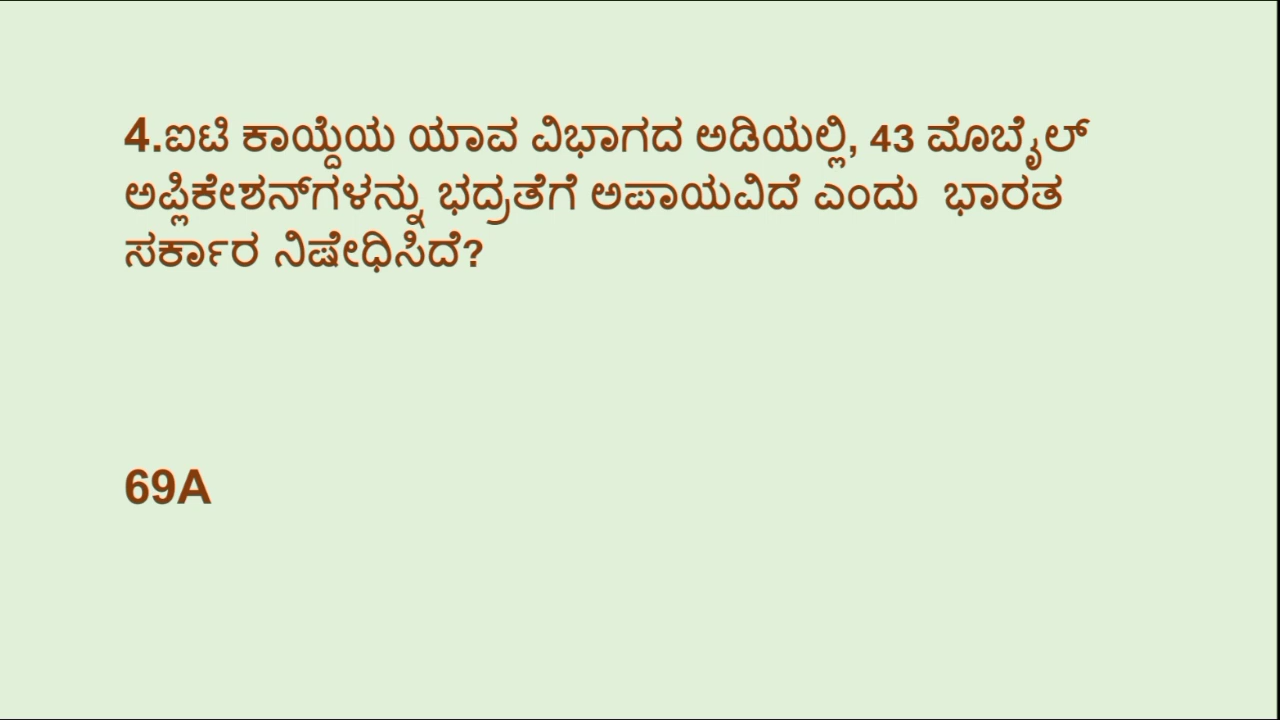 4.ಐಟಿ ಕಾಯ್ದೆಯ ಯಾವ ವಿಭಾಗದ ಅಡಿಯಲ್ಲಿ, 43 ಮೊಬೈಲ್
ಅಪ್ಲಿಕೇಶನ್‌ಗಳನ್ನು ಭದ್ರತೆಗೆ ಅಪಾಯವಿದೆ ಎಂದು ಭಾರತ
ಸರ್ಕಾರ ನಿಷೇಧಿಸಿದೆ?
69A